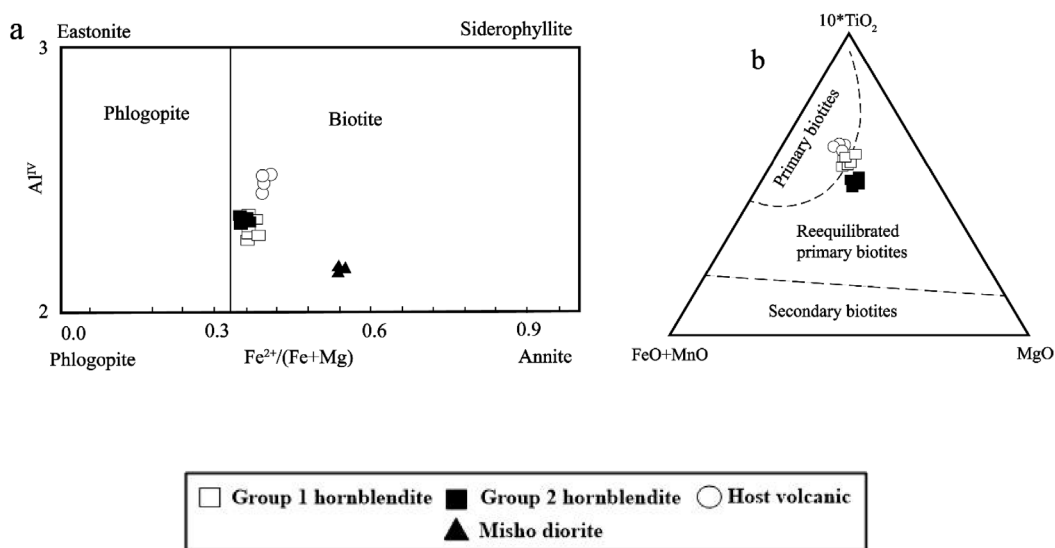 a
Eastonite
Siderophyllite
3
Phlogopite
Biotite
Al^IV
2
0.0
0.3
0.6
0.9
Phlogopite
Fe²⁺/(Fe+Mg)
Annite
b
10*TiO₂
Primary biotites
Reequilibrated
primary biotites
Secondary biotites
FeO+MnO
MgO
Group 1 hornblendite
Group 2 hornblendite
Host volcanic
Misho diorite